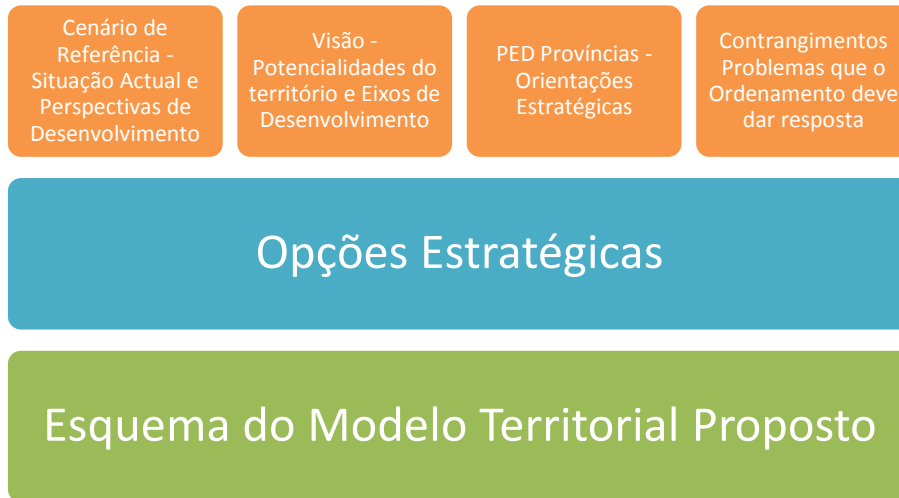 Cenário de
Referência -
Situação Actual e
Perspectivas de
Desenvolvimento
Visão -
Potencialidades do
território e Eixos de
Desenvolvimento
PED Províncias -
Orientações
Estratégicas
Contrangimentos
Problemas que o
Ordenamento deve
dar resposta
Opções Estratégicas
Esquema do Modelo Territorial Proposto